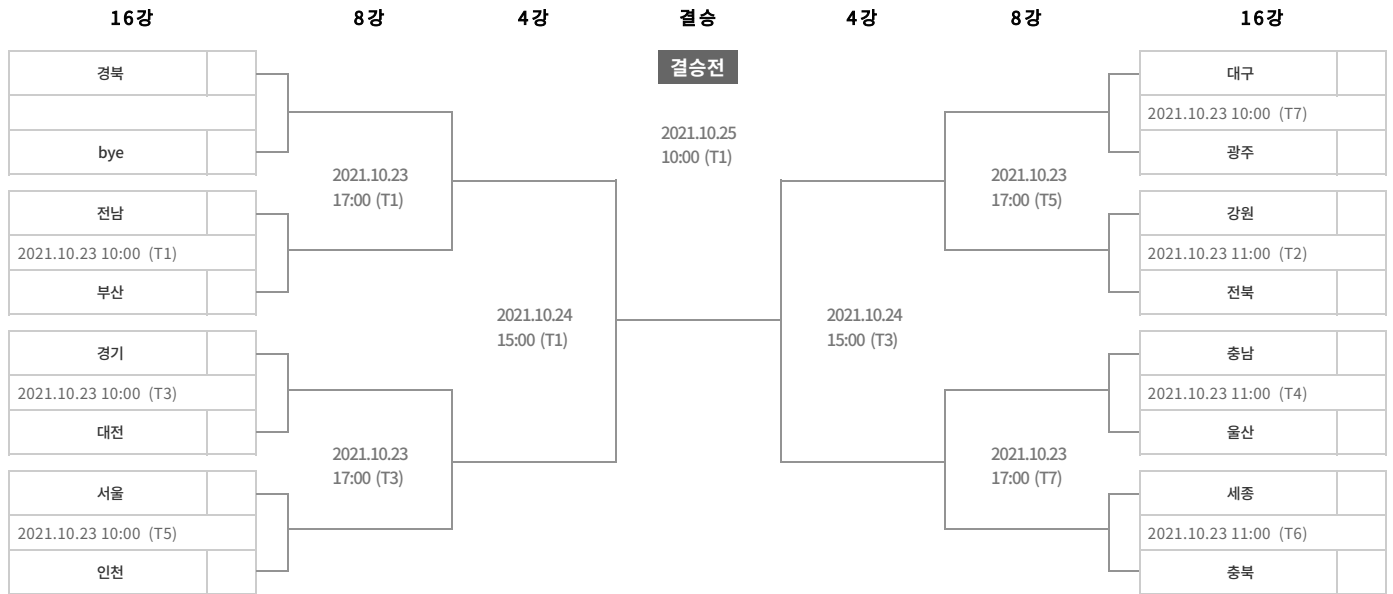 16강 8강 4강 결승 4강 8강 16강
결승전
2021.10.25
10:00 (T1)
경북
bye
전남
2021.10.23 10:00 (T1)
부산
경기
2021.10.23 10:00 (T3)
대전
서울
2021.10.23 10:00 (T5)
인천
2021.10.23
17:00 (T1)
2021.10.23
17:00 (T3)
2021.10.24
15:00 (T1)
2021.10.24
15:00 (T3)
2021.10.23
17:00 (T5)
2021.10.23
17:00 (T7)
대구
2021.10.23 10:00 (T7)
광주
강원
2021.10.23 11:00 (T2)
전북
충남
2021.10.23 11:00 (T4)
울산
세종
2021.10.23 11:00 (T6)
충북